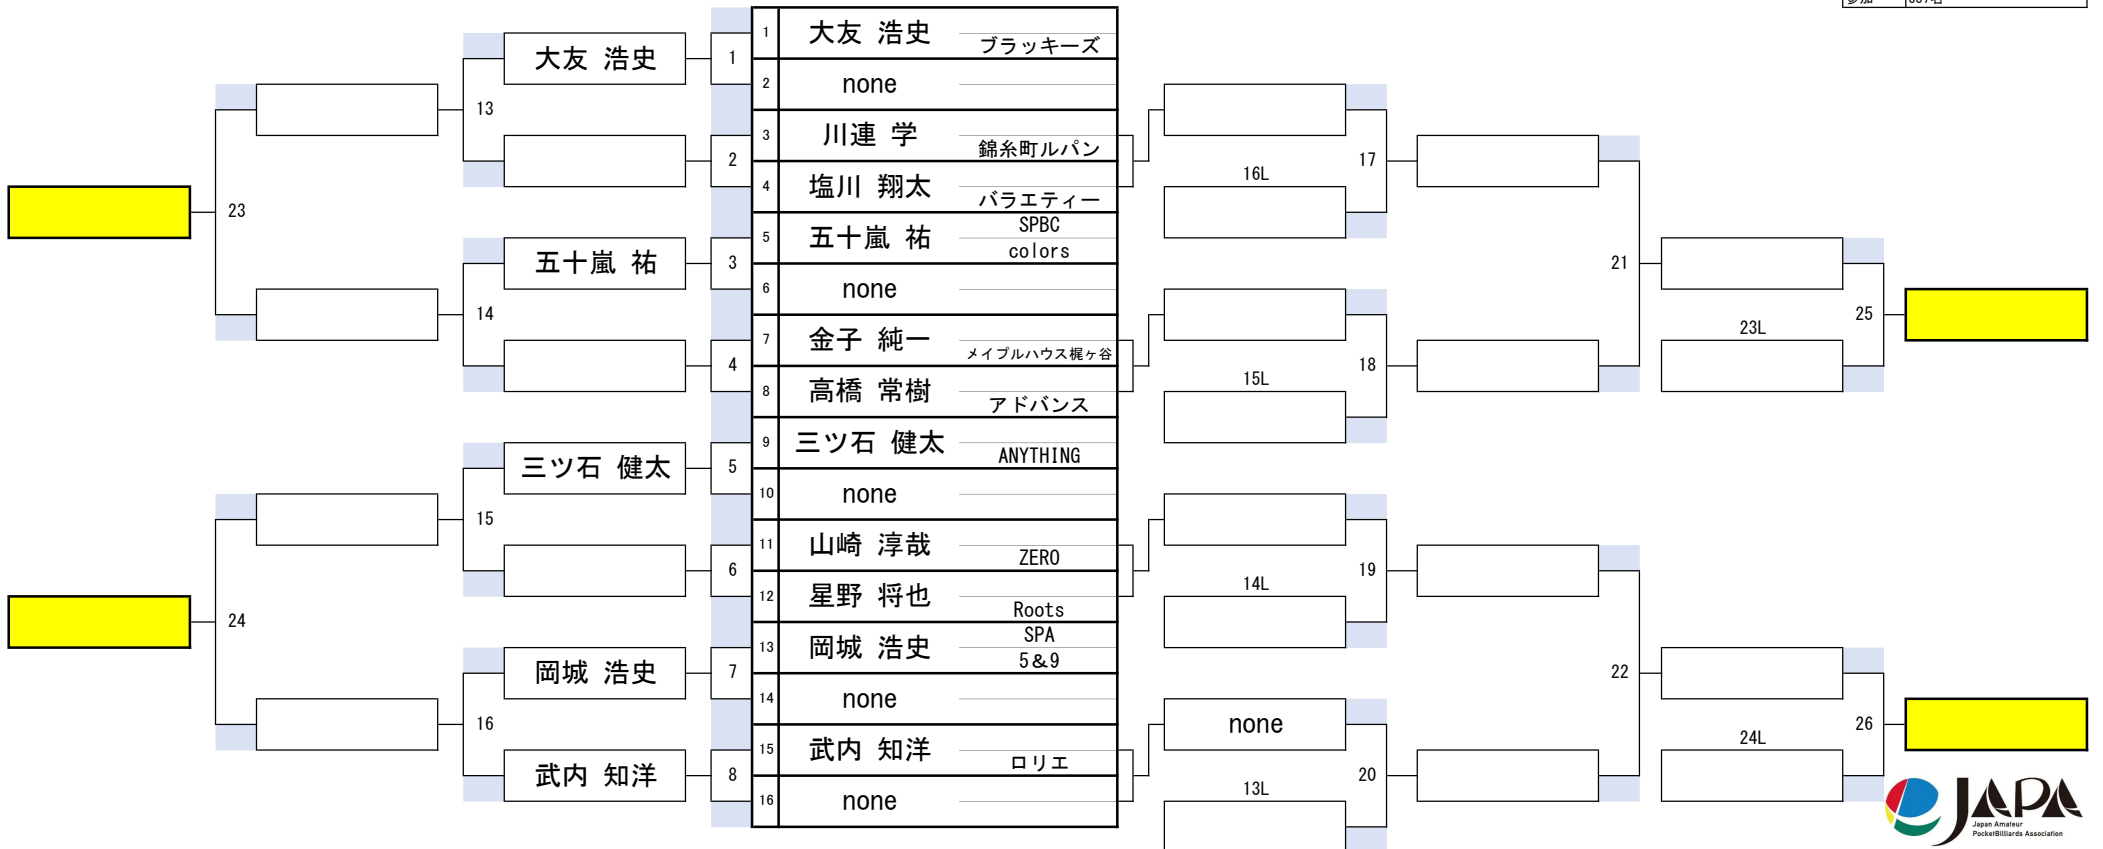 参加
1 大友 浩史 ブラッキーズ
大友 浩史 1
2 none
13
3 川連 学 錦糸町ルパン
2
17
16L
4 塩川 翔太 バラエティー
23
5 五十嵐 祐 SPBC
colors
五十嵐 祐 3
21
6 none
14
25
23L
7 金子 純一 メイプルハウス梶ヶ谷
4
18
15L
8 高橋 常樹 アドバンス
9 三ツ石 健太 ANYTHING
三ツ石 健太 5
10 none
15
11 山崎 淳哉 ZERO
6
19
14L
12 星野 将也 Roots
24
13 岡城 浩史 SPA
5&9
岡城 浩史 7
22
14 none
16
none
26
24L
15 武内 知洋 ロリエ
武内 知洋 8
20
13L
16 none
JAPA
Japan Amateur
PocketBilliards Association